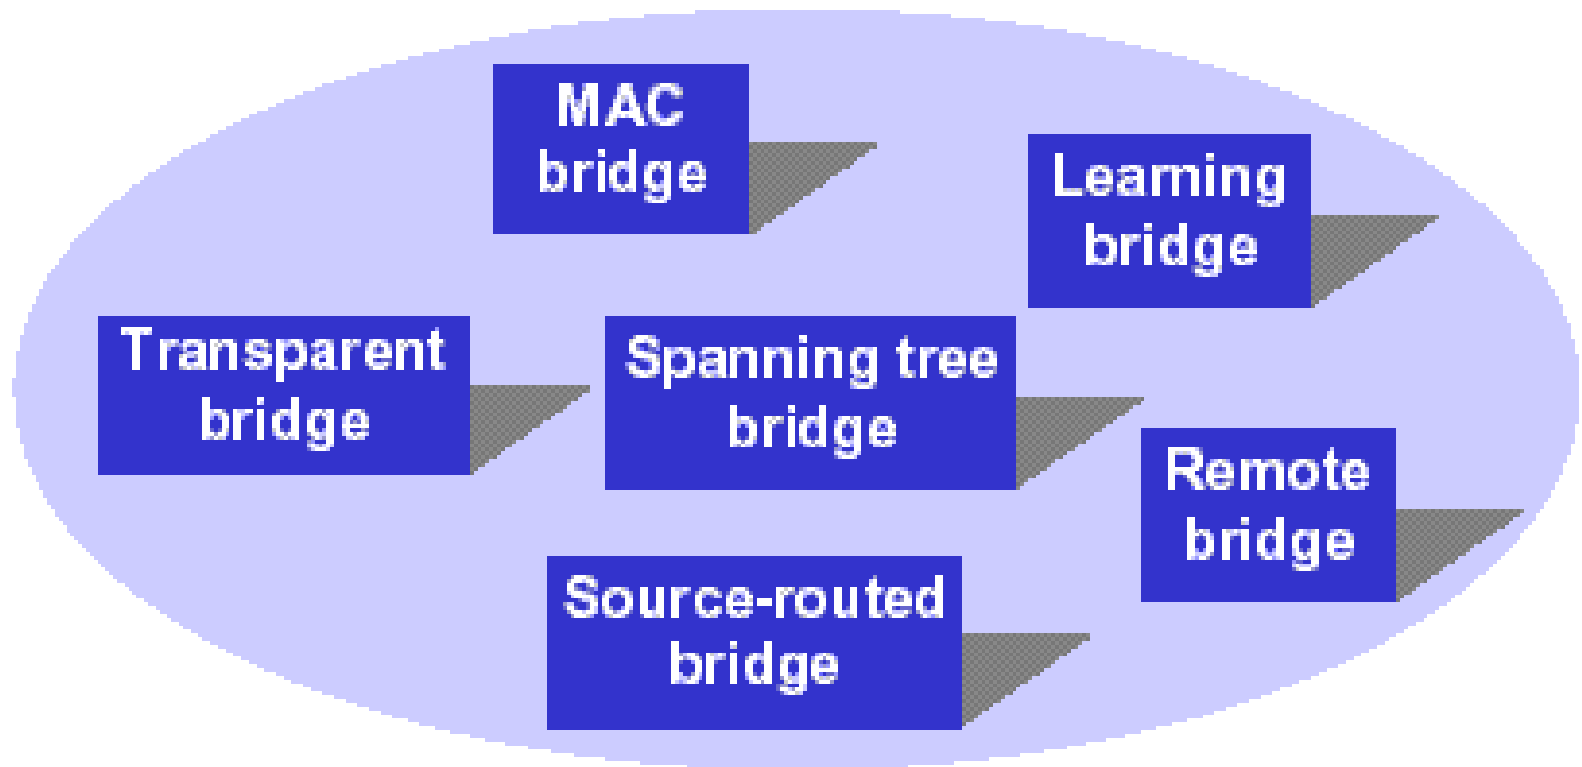 MAC
bridge
Learning
bridge
Transparent
bridge
Spanning tree
bridge
Remote
bridge
Source-routed
bridge